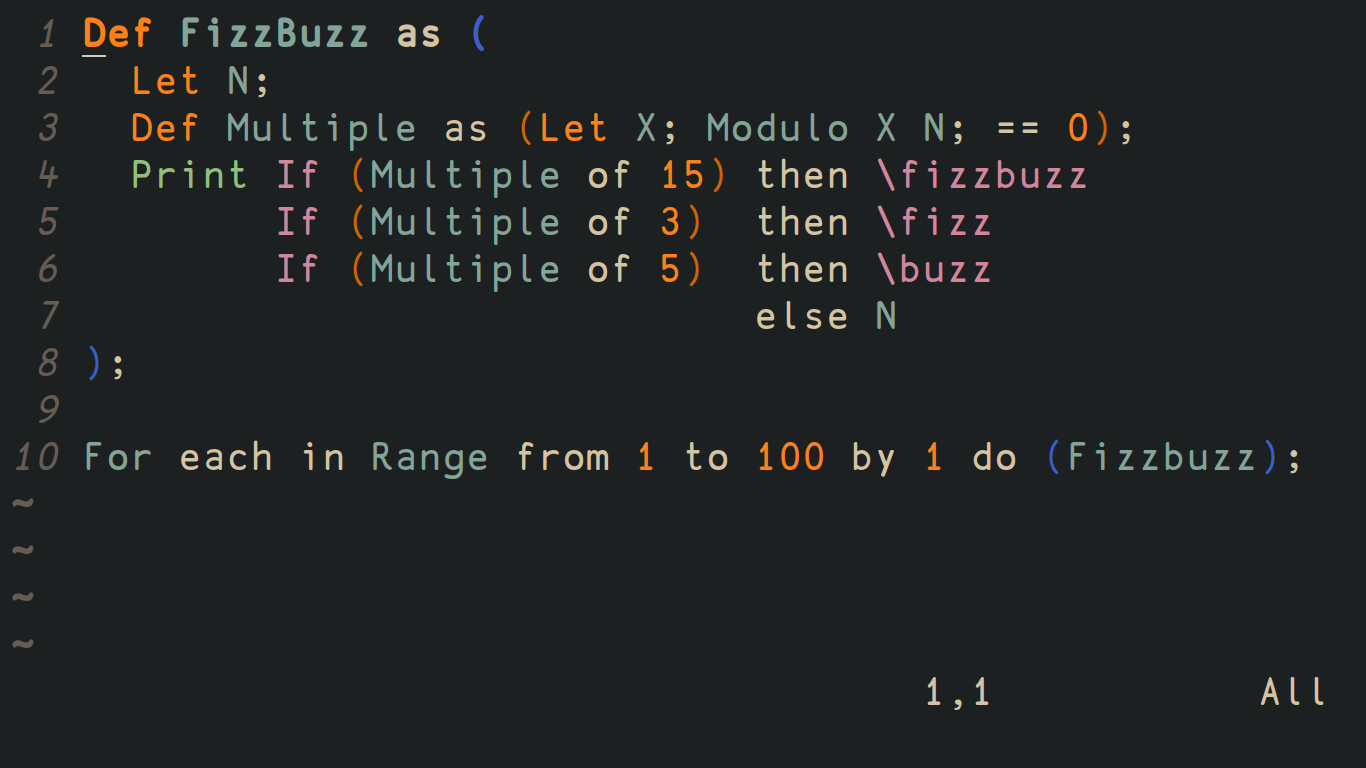 1 Def FizzBuzz as (
2   Let N;
3   Def Multiple as (Let X; Modulo X N; == 0);
4   Print If (Multiple of 15) then \fizzbuzz
5         If (Multiple of 3)  then \fizz
6         If (Multiple of 5)  then \buzz
7                             else N
8 );
9
10 For each in Range from 1 to 100 by 1 do (Fizzbuzz);
~
~
~
~
1,1 All